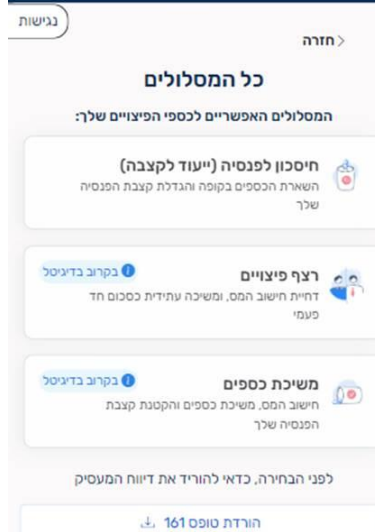 נגישות
חזרה
כל המסלולים
המסלולים האפשריים לכספי הפיצויים שלך:
חיסכון לפנסיה (ייעוד לקצבה)
השארת הכספים בקופה והגדלת קצבת הפנסיה
שלך
רצף פיצויים
בקרוב בדיגיטל
דחיית חישוב המס, ומשיכה עתידית כסכום חד
פעמי
משיכת כספים
בקרוב בדיגיטל
חישוב המס, משיכת כספים והקטנת קצבת
הפנסיה שלך
לפני הבחירה, כדאי להוריד את דיווח המעסיק
הורדת טופס 161